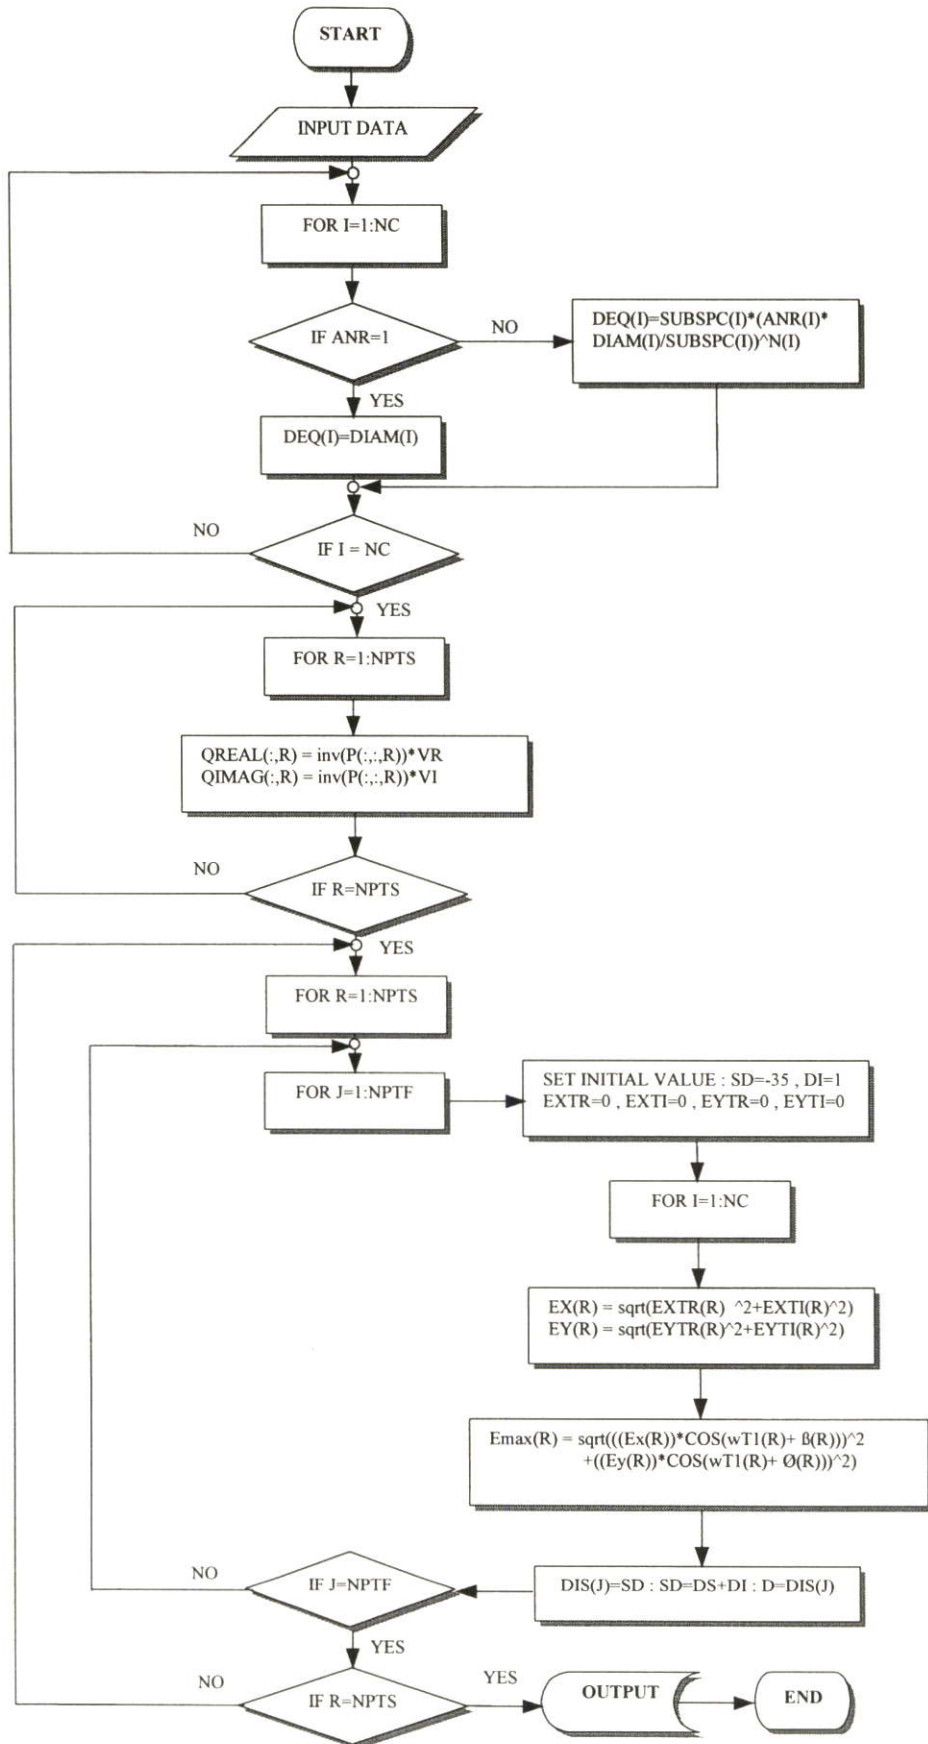 START
INPUT DATA
FOR I=1:NC
IF ANR=1
NO
DEQ(I)=SUBSPC(I)*(ANR(I)*
DIAM(I)/SUBSPC(I))^N(I)
YES
DEQ(I)=DIAM(I)
NO
IF I = NC
YES
FOR R=1:NPTS
QREAL(:,R) = inv(P(:,:,R))*VR
QIMAG(:,R) = inv(P(:,:,R))*VI
NO
IF R=NPTS
YES
FOR R=1:NPTS
FOR J=1:NPTF
SET INITIAL VALUE : SD=-35 , DI=1
EXTR=0 , EXTI=0 , EYTR=0 , EYTI=0
FOR I=1:NC
EX(R) = sqrt(EXTR(R) ^2+EXTI(R)^2)
EY(R) = sqrt(EYTR(R)^2+EYTI(R)^2)
Emax(R) = sqrt(((Ex(R))*COS(wT1(R)+ ß(R)))^2
+((Ey(R))*COS(wT1(R)+ Ø(R)))^2)
NO
IF J=NPTF
DIS(J)=SD : SD=DS+DI : D=DIS(J)
YES
NO
IF R=NPTS
YES
OUTPUT
END